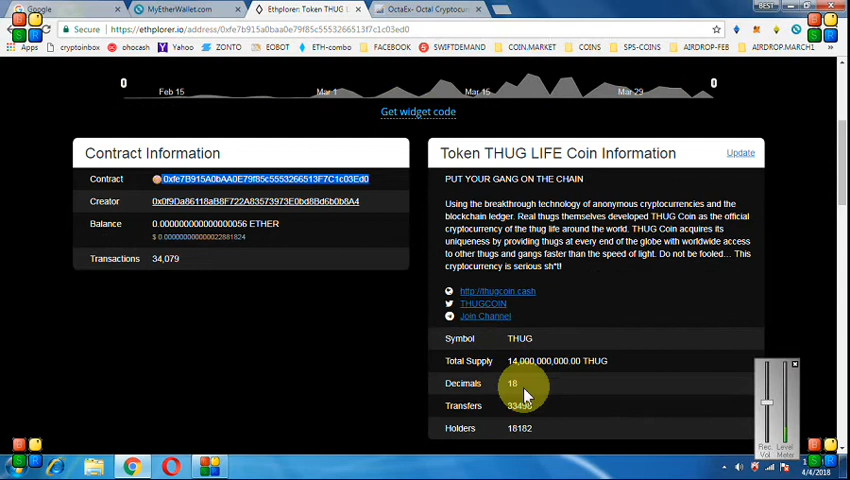 Google
MyEtherWallet.com
Ethplorer: Token THUG L
OctaEx- Octal Cryptocur
BEST
Secure
https://ethplorer.io/address/0xfe7b915a0baa0e79f85c5553266513f7c1c03ed0
Apps
cryptoinbox
ohocash
Yahoo
ZONTO
EOBOT
ETH-combo
FACEBOOK
SWIFTDEMAND
COIN.MARKET
COINS
SPS-COINS
AIRDROP-FEB
AIRDROP.MARCH1
B
S R
B
S R
0
0
Feb 15
Mar 1
Mar 15
Mar 29
Get widget code
Contract Information
Contract
0xfe7B915A0bAA0E79f85c5553266513F7C1c03Ed0
Creator
0x0f9Da86118aB8F722A83573973E0bd8Bd6b0b8A4
Balance
0.000000000000000056 ETHER
$ 0.00000000000022881824
Transactions
34,079
Token THUG LIFE Coin Information
Update
PUT YOUR GANG ON THE CHAIN
Using the breakthrough technology of anonymous cryptocurrencies and the
blockchain ledger. Real thugs themselves developed THUG Coin as the official
cryptocurrency of the thug life around the world. THUG Coin acquires its
uniqueness by providing thugs at every end of the globe with worldwide access
to other thugs and gangs faster than the speed of light. Do not be fooled... This
cryptocurrency is serious sh*t!
http://thugcoin.cash
THUGCOIN
Join Channel
Symbol
THUG
Total Supply
14,000,000,000.00 THUG
Decimals
18
Transfers
33498
Holders
18182
Rec. Vol
Level Meter
B
S R
B
S R
4/4/2018